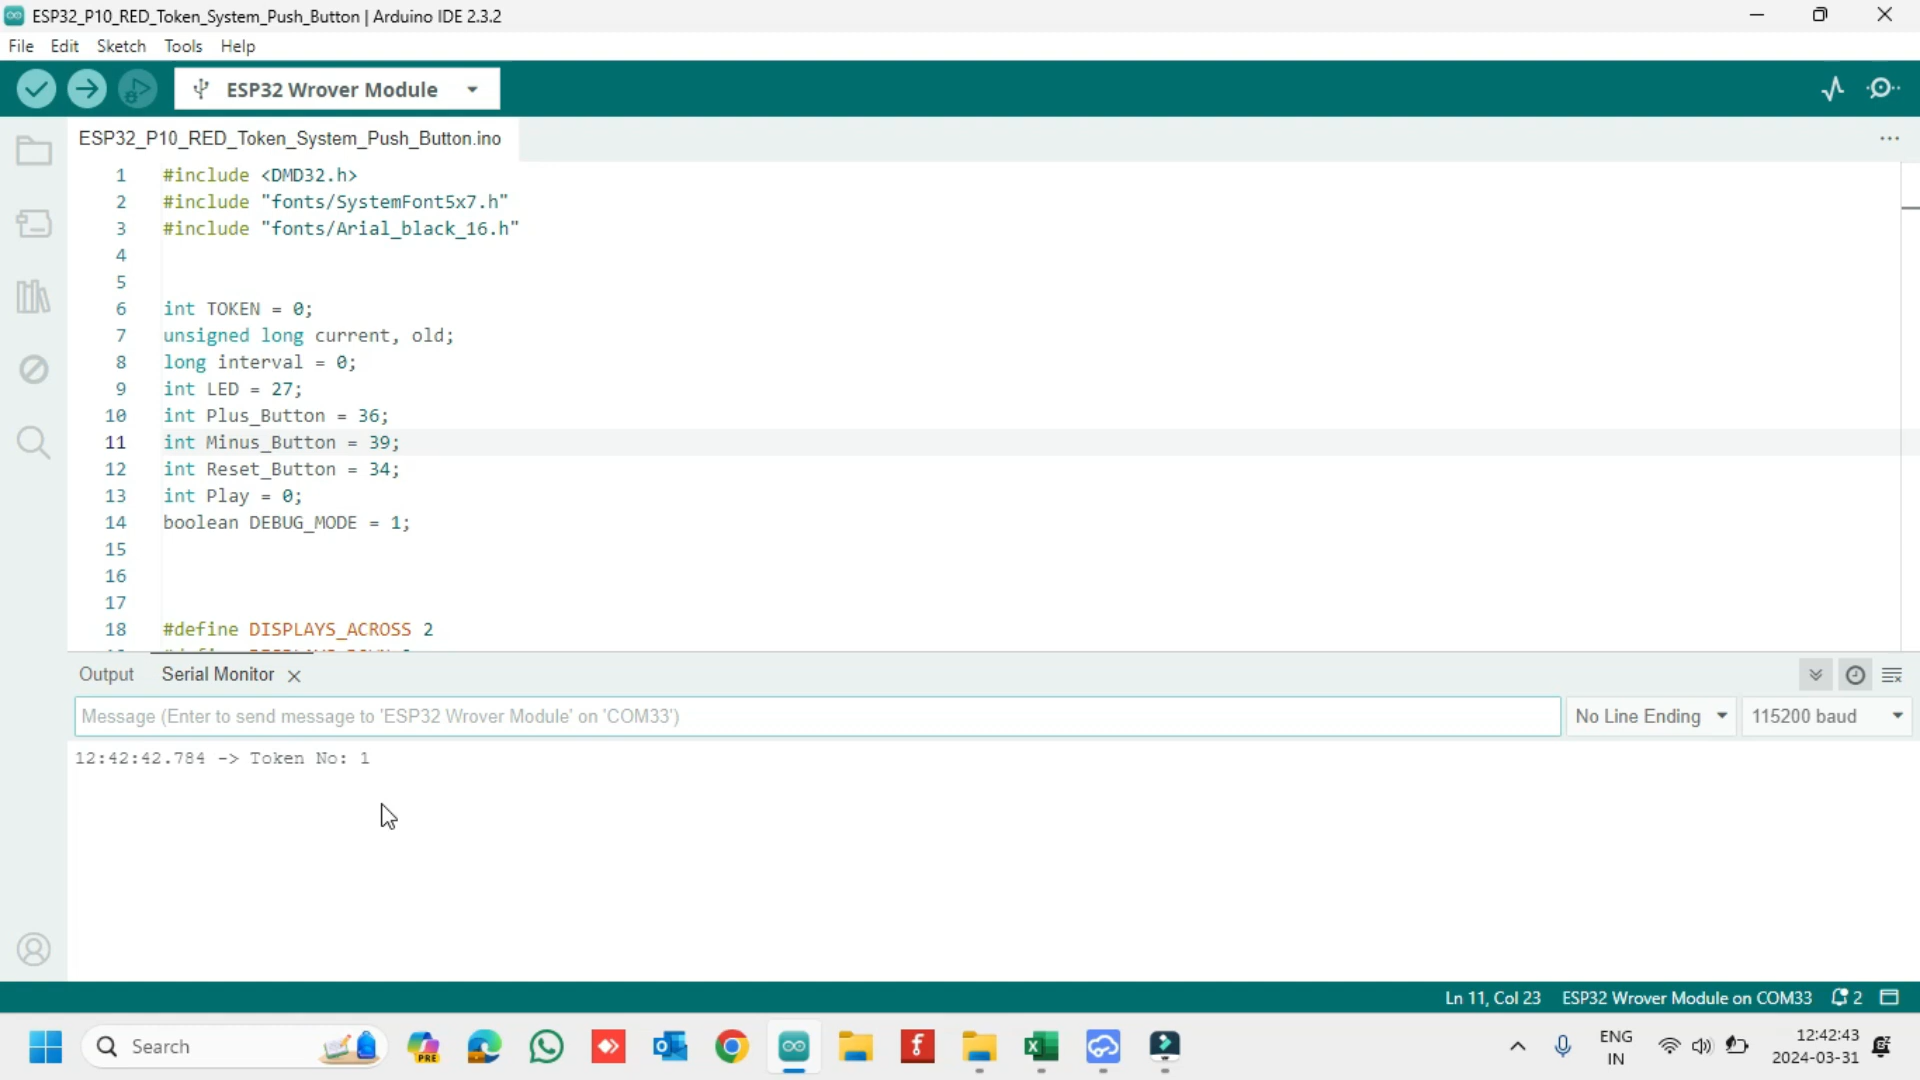 ESP32_P10_RED_Token_System_Push_Button | Arduino IDE 2.3.2
File Edit Sketch Tools Help
ESP32 Wrover Module
ESP32_P10_RED_Token_System_Push_Button.ino
1 #include <DMD32.h>
2 #include "fonts/SystemFont5x7.h"
3 #include "fonts/Arial_black_16.h"
4
5
6 int TOKEN = 0;
7 unsigned long current, old;
8 long interval = 0;
9 int LED = 27;
10 int Plus_Button = 36;
11 int Minus_Button = 39;
12 int Reset_Button = 34;
13 int Play = 0;
14 boolean DEBUG_MODE = 1;
15
16
17
18 #define DISPLAYS_ACROSS 2
Output Serial Monitor
Message (Enter to send message to 'ESP32 Wrover Module' on 'COM33') No Line Ending 115200 baud
12:42:42.784 -> Token No: 1
Ln 11, Col 23 ESP32 Wrover Module on COM33 2
Search PRE ENG IN 12:42:43 2024-03-31